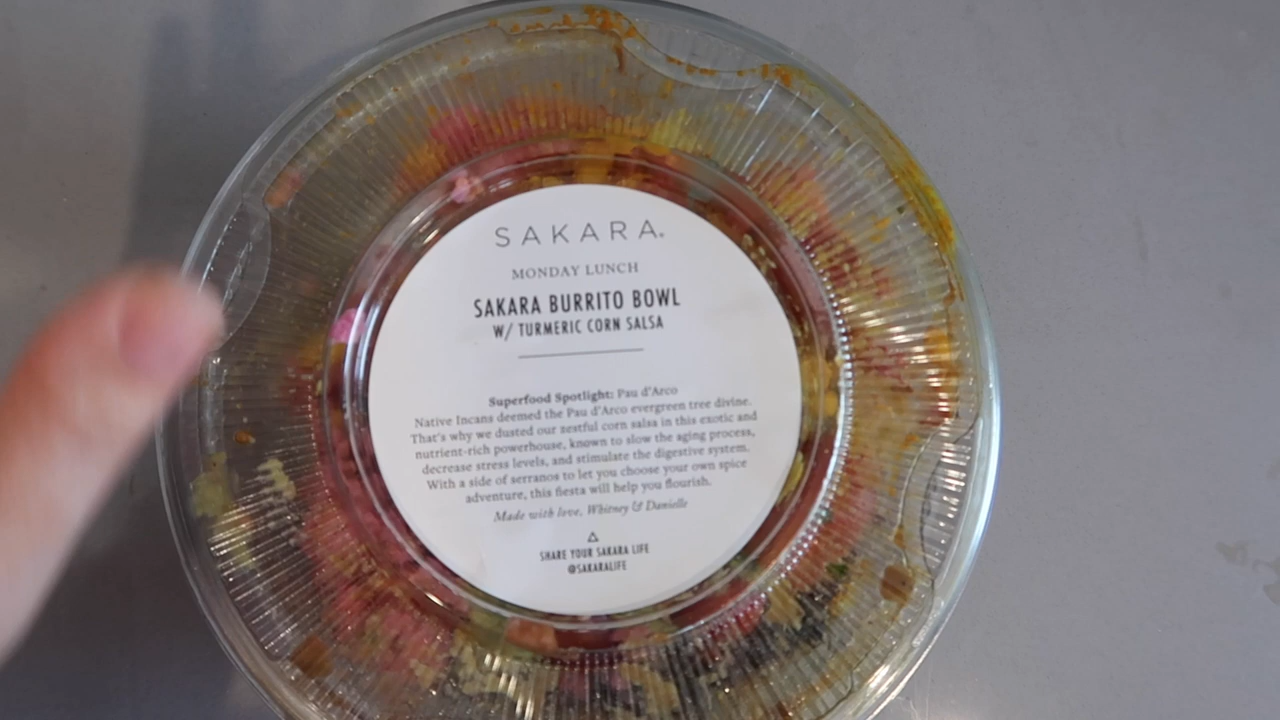 SAKARA®
MONDAY LUNCH
SAKARA BURRITO BOWL
W/ TURMERIC CORN SALSA
Superfood Spotlight: Pau d'Arco
Native Incans deemed the Pau d'Arco evergreen tree divine.
That's why we dusted our zestful corn salsa in this exotic and
nutrient-rich powerhouse, known to slow the aging process,
decrease stress levels, and stimulate the digestive system.
With a side of serranos to let you choose your own spice
adventure, this fiesta will help you flourish.
Made with love, Whitney & Danielle
SHARE YOUR SAKARA LIFE
@SAKARALIFE